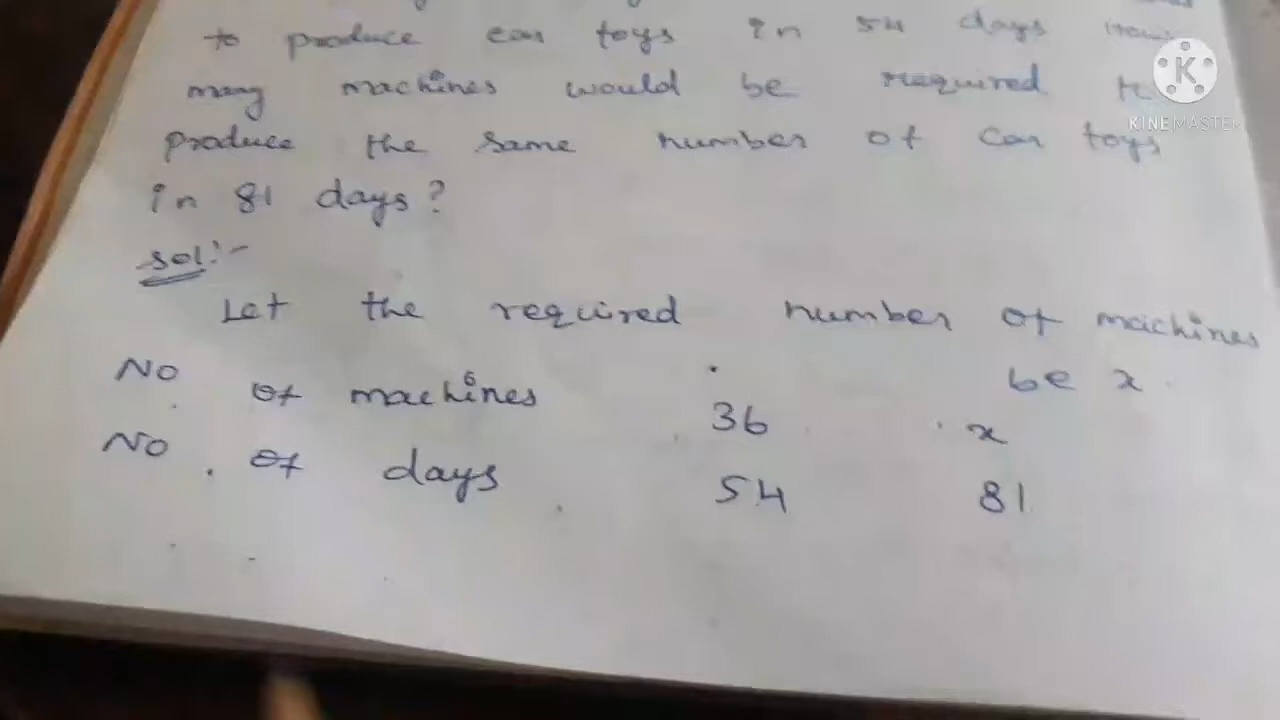 to produce car toys in 54 days How
many machines would be required to
produce the same number of car toys
in 81 days?
Sol:-
Let the required number of machines
be x.
No of machines 36 x
No. of days 54 81
K
KINEMASTER